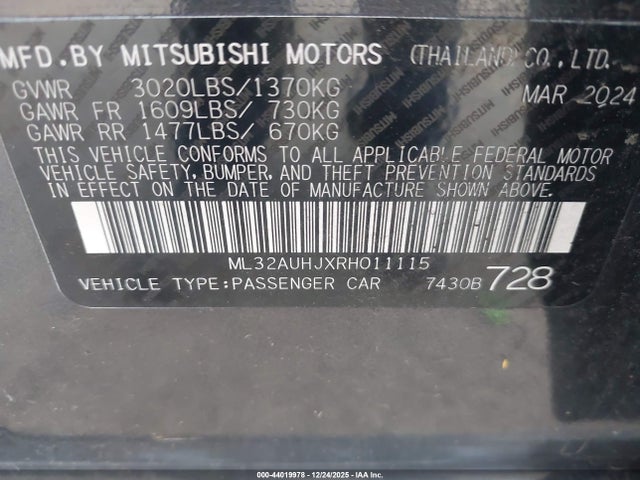 MFD. BY MITSUBISHI MOTORS (THAILAND) CO., LTD.
GVWR 3020LBS/1370KG MAR 2024
GAWR FR 1609LBS/ 730KG
GAWR RR 1477LBS/ 670KG
THIS VEHICLE CONFORMS TO ALL APPLICABLE FEDERAL MOTOR
VEHICLE SAFETY, BUMPER, AND THEFT PREVENTION STANDARDS
IN EFFECT ON THE DATE OF MANUFACTURE SHOWN ABOVE.
ML32AUHJXRH011115
VEHICLE TYPE:PASSENGER CAR 7430B 728
000-44019978 - 12/24/2025 - IAA Inc.